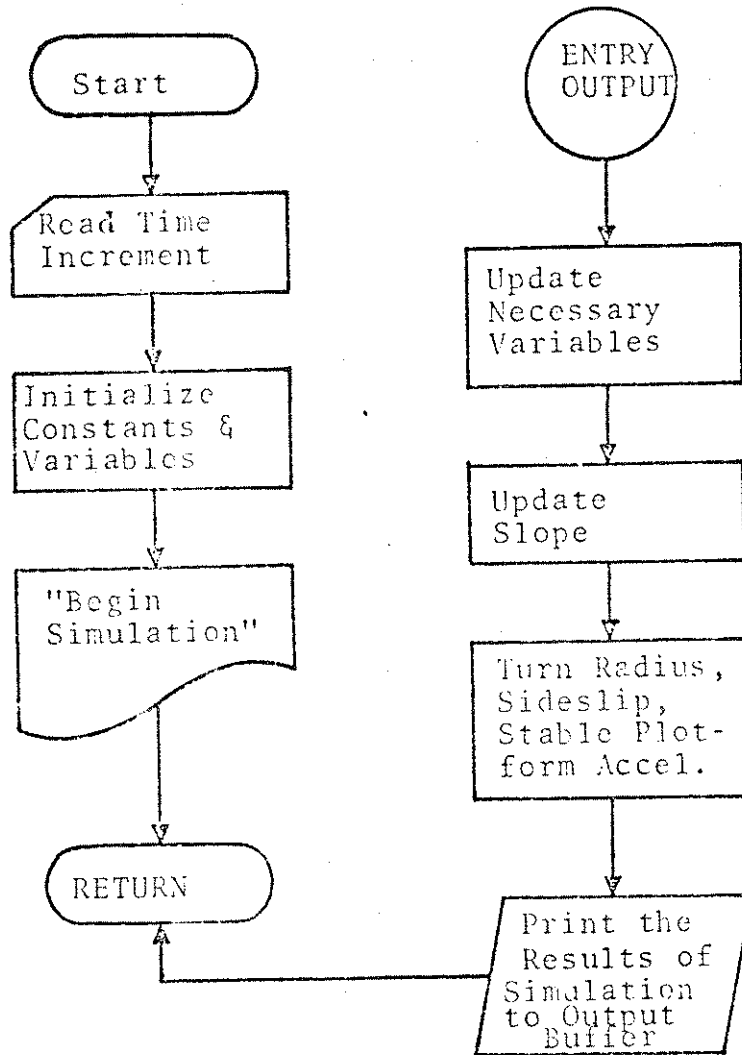 Start
Read Time
Increment
Initialize
Constants &
Variables
"Begin
Simulation"
RETURN
ENTRY
OUTPUT
Update
Necessary
Variables
Update
Slope
Turn Radius,
Sideslip,
Stable Plot-
form Accel.
Print the
Results of
Simulation
to Output
Buffer